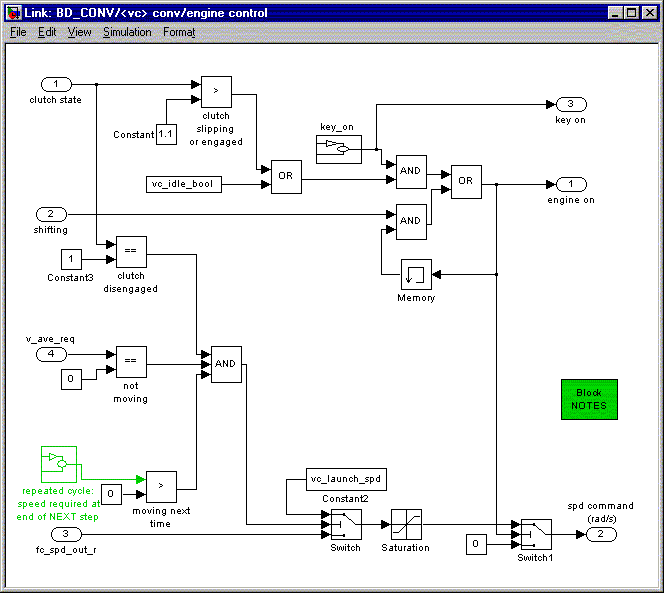 Link: BD_CONV/<vc> conv/engine control
File Edit View Simulation Format
1
clutch state
>
clutch
slipping
or engaged
Constant
1.1
3
key on
key_on
vc_idle_bool
OR
AND
OR
1
engine on
2
shifting
AND
1
Constant3
==
clutch
disengaged
Memory
v_ave_req
4
0
==
not
moving
AND
Block
NOTES
repeated cycle:
speed required at
end of NEXT step
0
>
moving next
time
vc_launch_spd
Constant2
Switch
Saturation
0
Switch1
spd command
(rad/s)
2
3
fc_spd_out_r